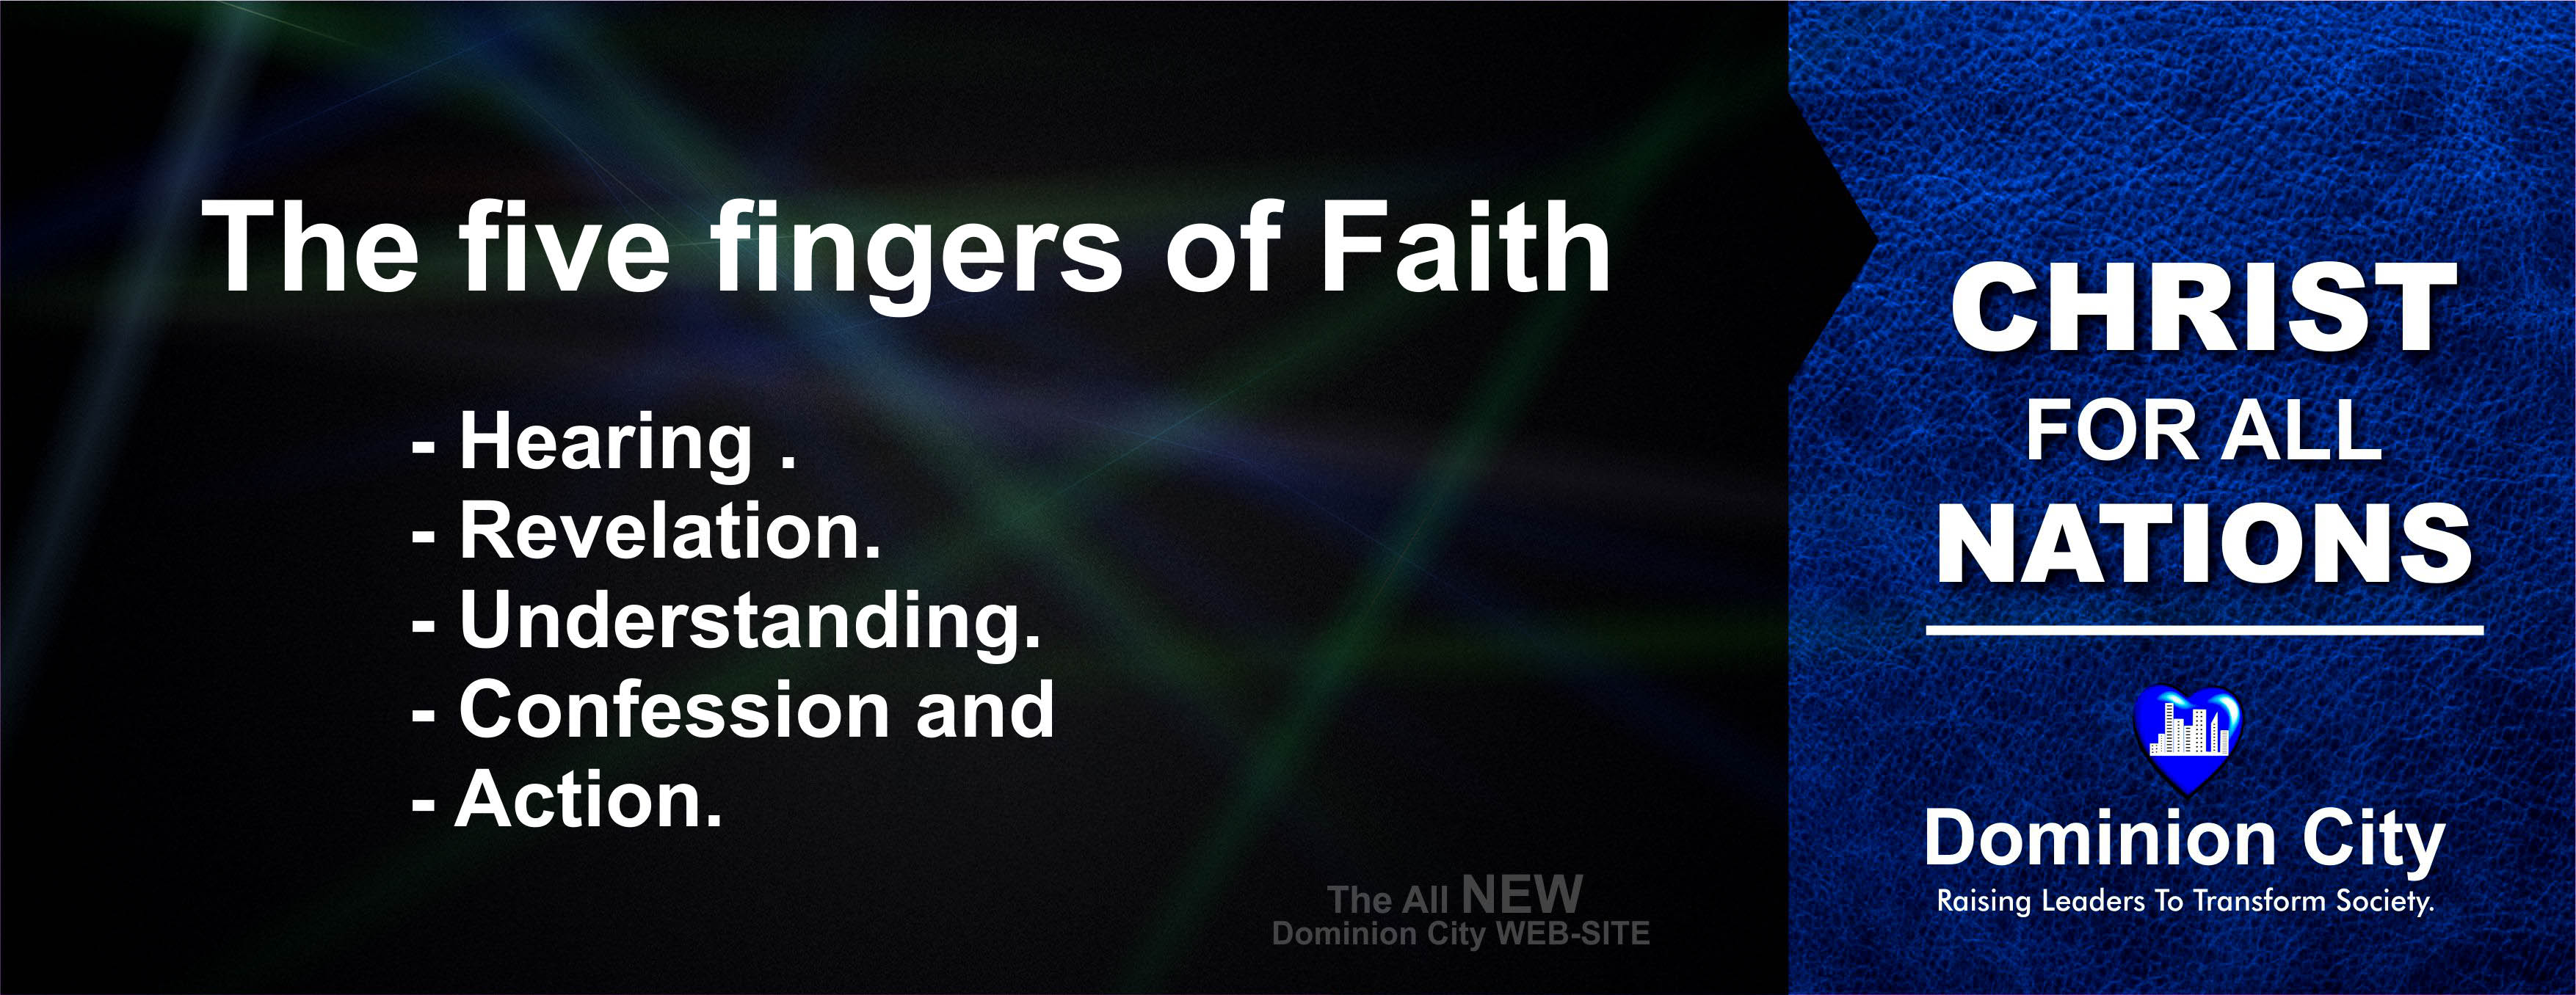 The five fingers of Faith
- Hearing .
- Revelation.
- Understanding.
- Confession and
- Action.
The All NEW
Dominion City WEB-SITE
CHRIST
FOR ALL
NATIONS
Dominion City
Raising Leaders To Transform Society.